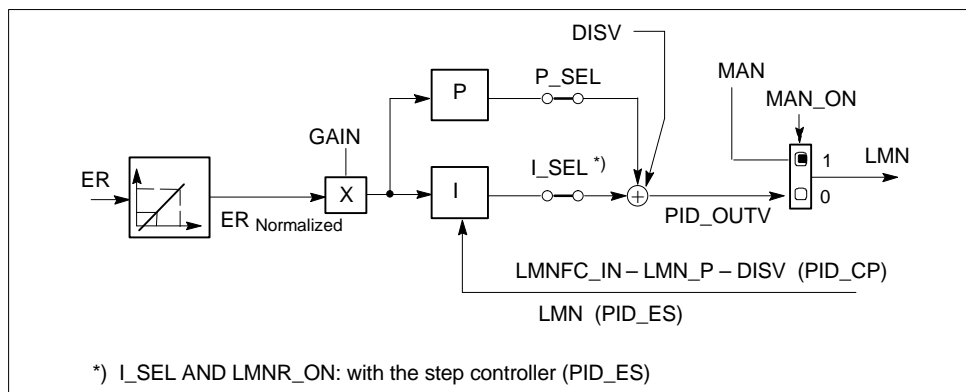 DISV
MAN
P_SEL
P
MAN_ON
GAIN
1
LMN
ER
I_SEL *)
X
I
+
0
ER Normalized
PID_OUTV
LMNFC_IN – LMN_P – DISV (PID_CP)
LMN (PID_ES)
*) I_SEL AND LMNR_ON: with the step controller (PID_ES)